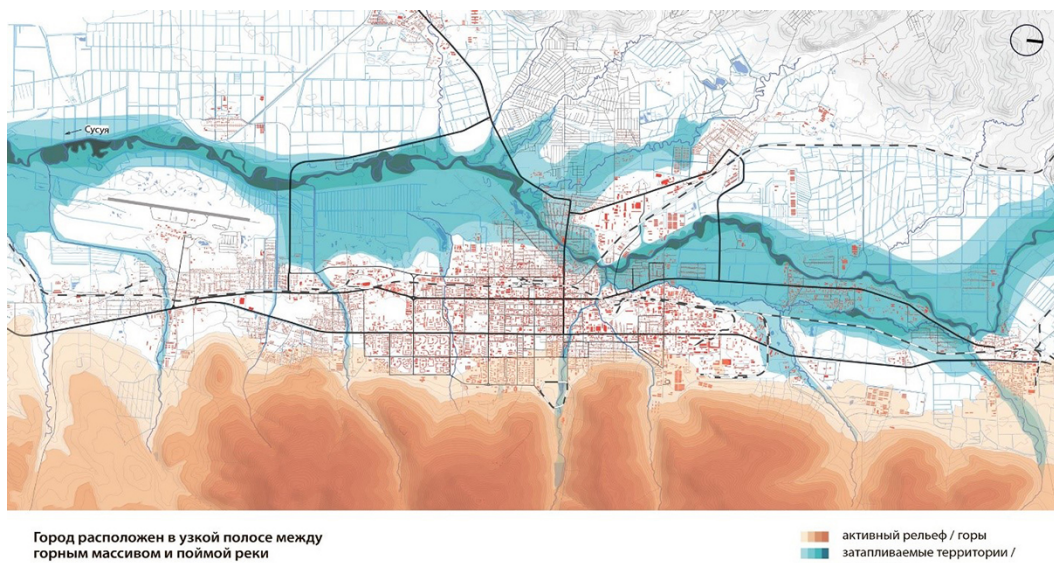 Сусуя
Город расположен в узкой полосе между
горным массивом и поймой реки
активный рельеф / горы
затапливаемые территории /